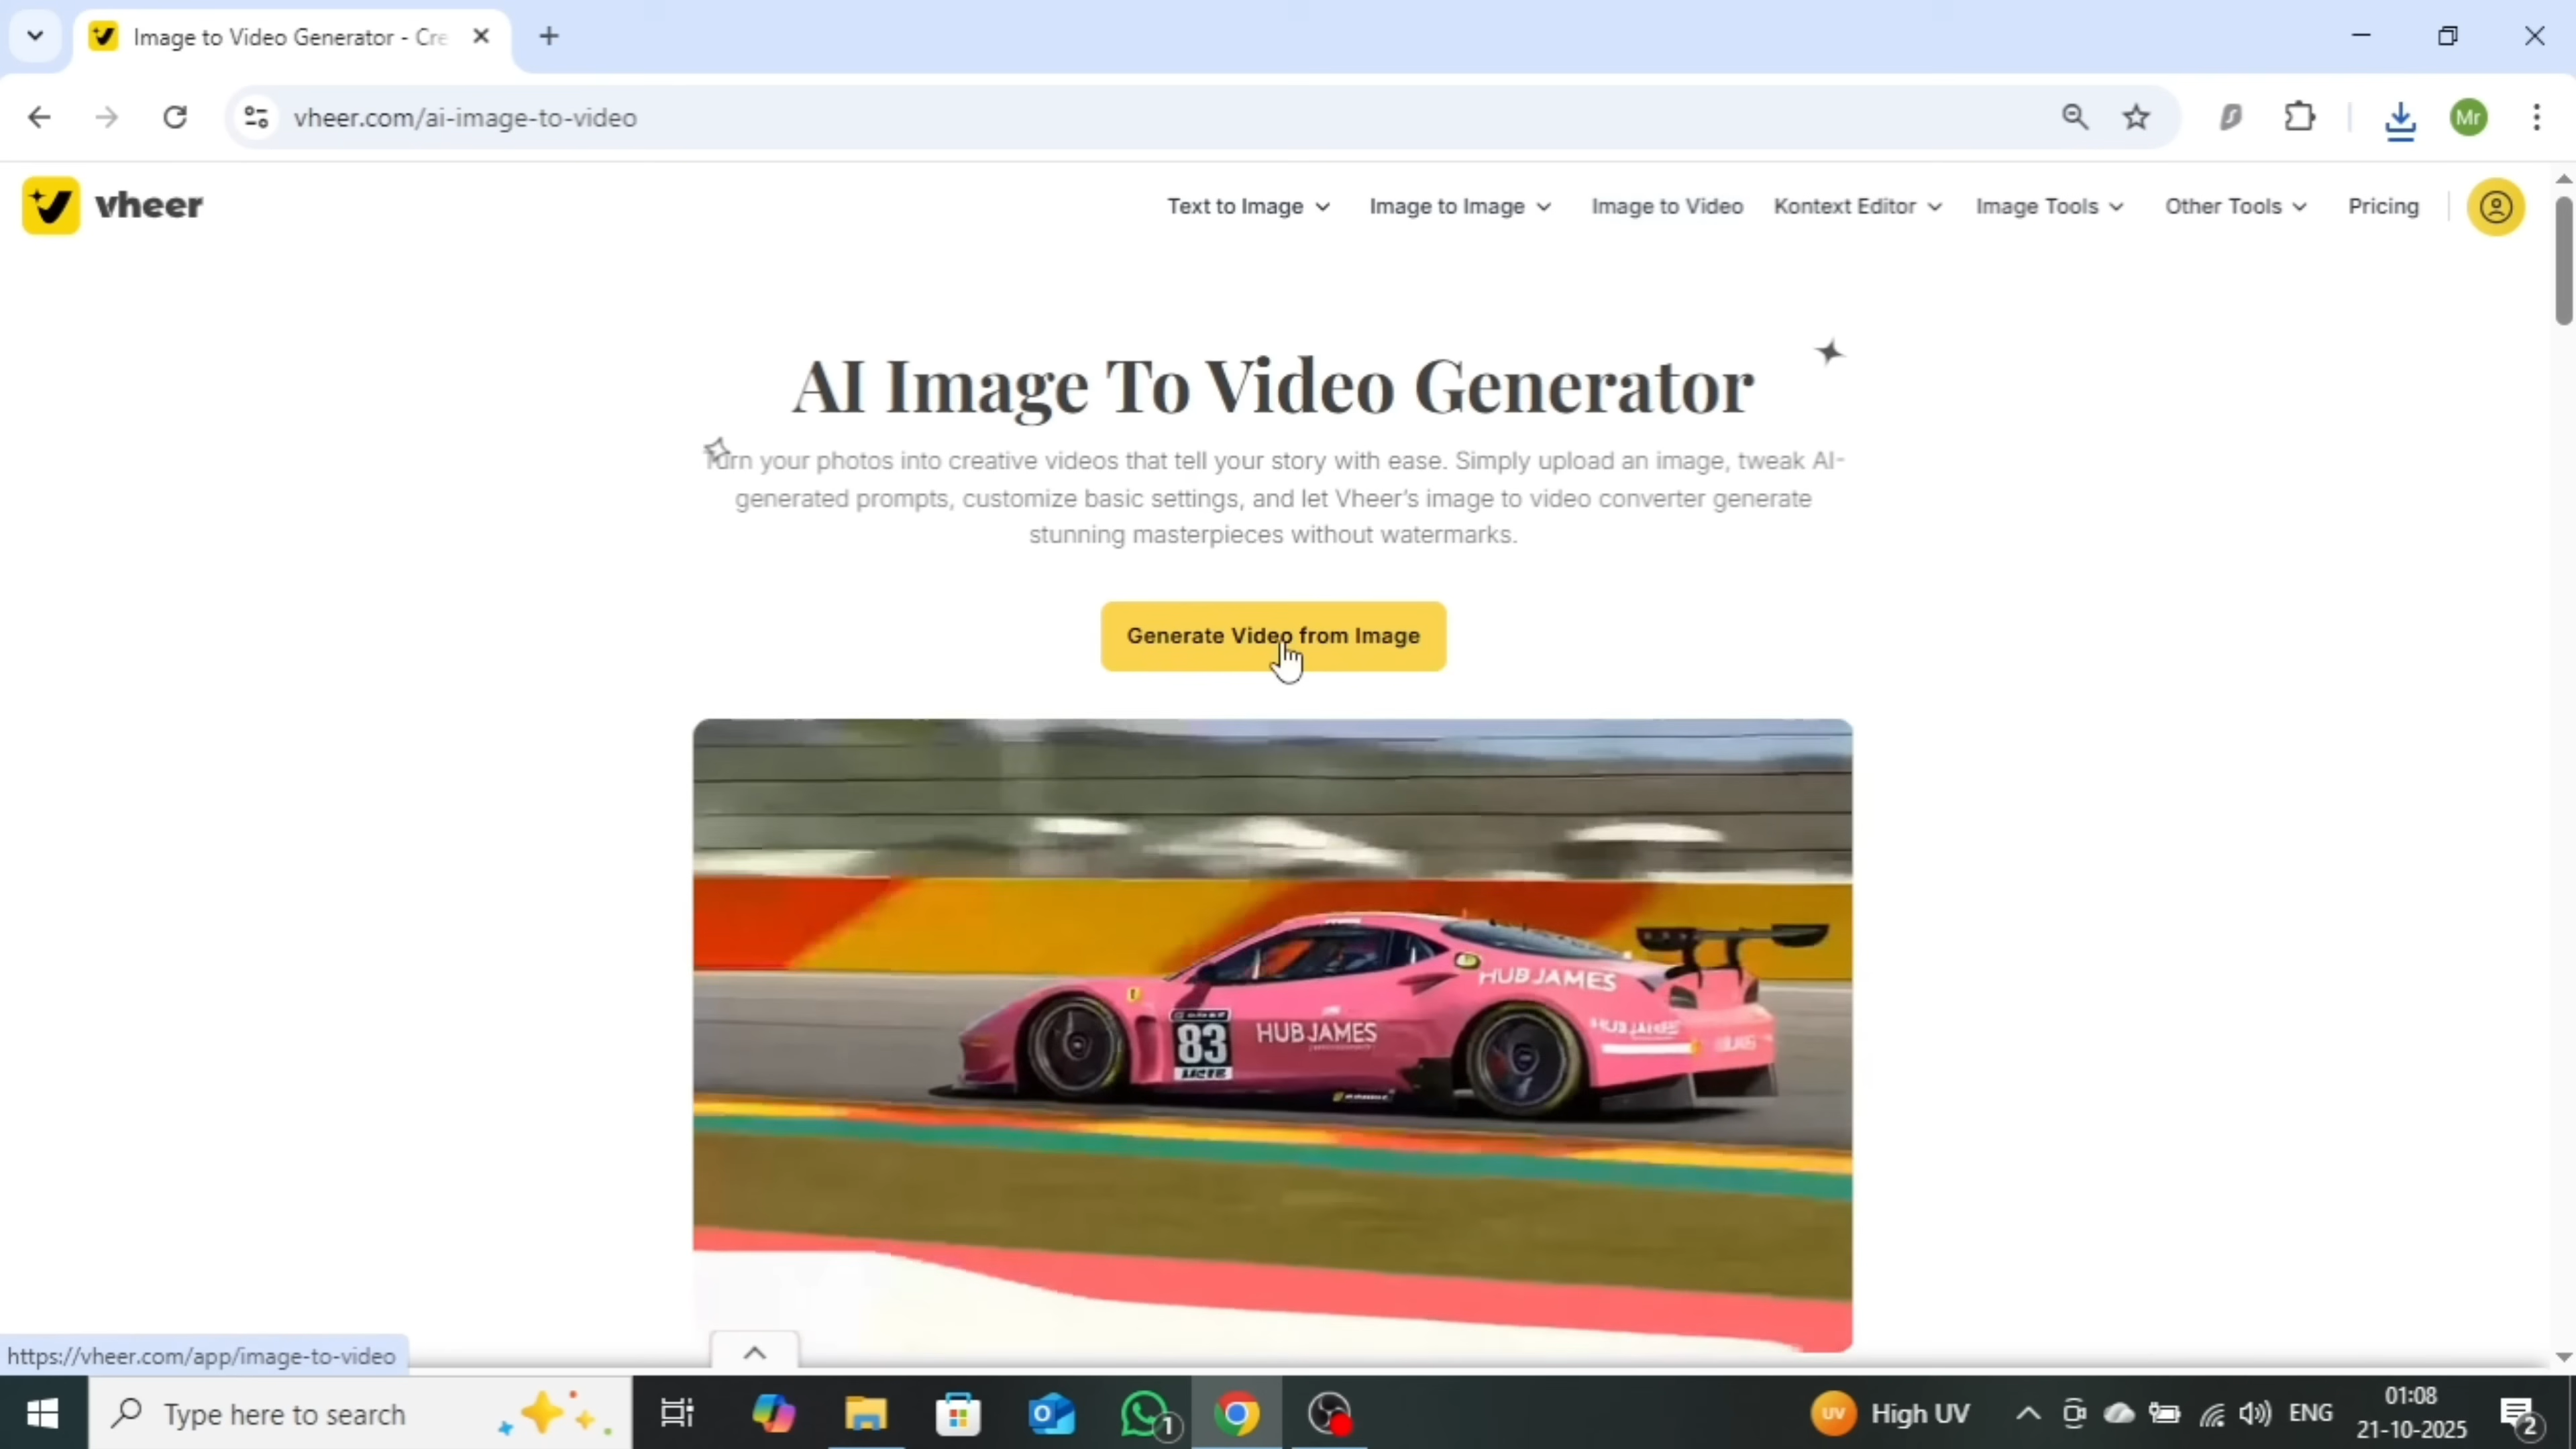 Image to Video Generator - Cre
vheer.com/ai-image-to-video
Mr
vheer
Text to Image
Image to Image
Image to Video
Kontext Editor
Image Tools
Other Tools
Pricing
AI Image To Video Generator
Turn your photos into creative videos that tell your story with ease. Simply upload an image, tweak AI-
generated prompts, customize basic settings, and let Vheer's image to video converter generate
stunning masterpieces without watermarks.
Generate Video from Image
HUB JAMES
83
HUB JAMES
https://vheer.com/app/image-to-video
Type here to search
1
UV
High UV
ENG
01:08
21-10-2025
2